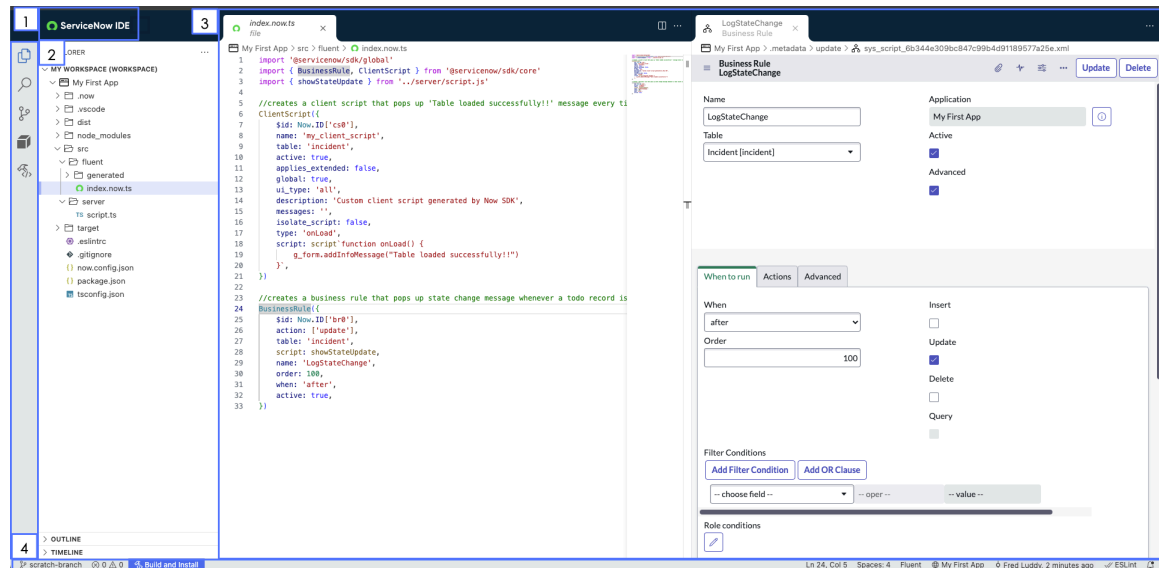 1
ServiceNow IDE
3
index.now.ts
file
LogStateChange
Business Rule
2
LORER
My First App > src > fluent > index.now.ts
My First App > .metadata > update > sys_script_6b344e309bc847c99b4d91189577a25e.xml
MY WORKSPACE (WORKSPACE)
My First App
.now
.vscode
dist
node_modules
src
fluent
generated
index.now.ts
server
TS script.ts
target
.eslintrc
.gitignore
now.config.json
package.json
tsconfig.json
OUTLINE
TIMELINE
4
1 import '@servicenow/sdk/global'
2 import { BusinessRule, ClientScript } from '@servicenow/sdk/core'
3 import { showStateUpdate } from '../server/script.js'
4
5 //creates a client script that pops up 'Table loaded successfully!!' message every ti
6 ClientScript({
7 $id: Now.ID['cs0'],
8 name: 'my_client_script',
9 table: 'incident',
10 active: true,
11 applies_extended: false,
12 global: true,
13 ui_type: 'all',
14 description: 'Custom client script generated by Now SDK',
15 messages: '',
16 isolate_script: false,
17 type: 'onLoad',
18 script: script`function onLoad() {
19 g_form.addInfoMessage("Table loaded successfully!!")
20 }`,
21 })
22
23 //creates a business rule that pops up state change message whenever a todo record is
24 BusinessRule({
25 $id: Now.ID['br0'],
26 action: ['update'],
27 table: 'incident',
28 script: showStateUpdate,
29 name: 'LogStateChange',
30 order: 100,
31 when: 'after',
32 active: true,
33 })
Business Rule
LogStateChange
Update
Delete
Name
LogStateChange
Application
My First App
Table
Incident [incident]
Active
Advanced
When to run
Actions
Advanced
When
after
Order
100
Insert
Update
Delete
Query
Filter Conditions
Add Filter Condition
Add OR Clause
-- choose field --
-- oper --
-- value --
Role conditions
scratch-branch 0 0 Build and Install
Ln 24, Col 5 Spaces: 4 Fluent My First App Fred Luddy, 2 minutes ago ESLint